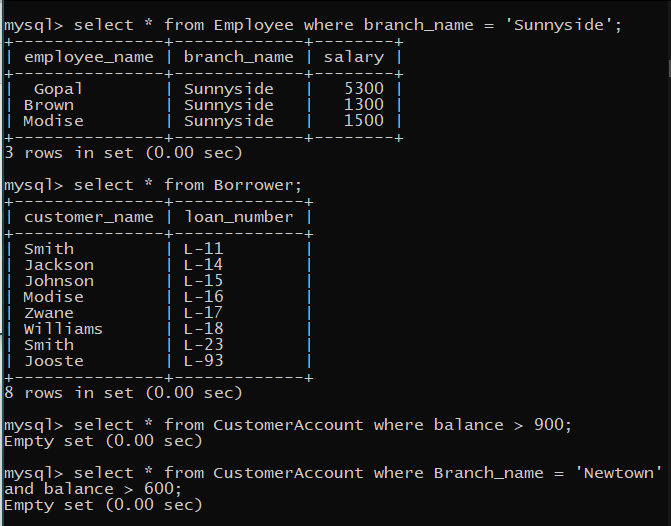 mysql> select * from Employee where branch_name = 'Sunnyside';
+---------------+-------------+--------+
| employee_name | branch_name | salary |
+---------------+-------------+--------+
|  Gopal        | Sunnyside   |   5300 |
| Brown         | Sunnyside   |   1300 |
| Modise        | Sunnyside   |   1500 |
+---------------+-------------+--------+
3 rows in set (0.00 sec)
mysql> select * from Borrower;
+---------------+-------------+
| customer_name | loan_number |
+---------------+-------------+
| Smith         | L-11        |
| Jackson       | L-14        |
| Johnson       | L-15        |
| Modise        | L-16        |
| Zwane         | L-17        |
| Williams      | L-18        |
| Smith         | L-23        |
| Jooste        | L-93        |
+---------------+-------------+
8 rows in set (0.00 sec)
mysql> select * from CustomerAccount where balance > 900;
Empty set (0.00 sec)
mysql> select * from CustomerAccount where Branch_name = 'Newtown'
and balance > 600;
Empty set (0.00 sec)